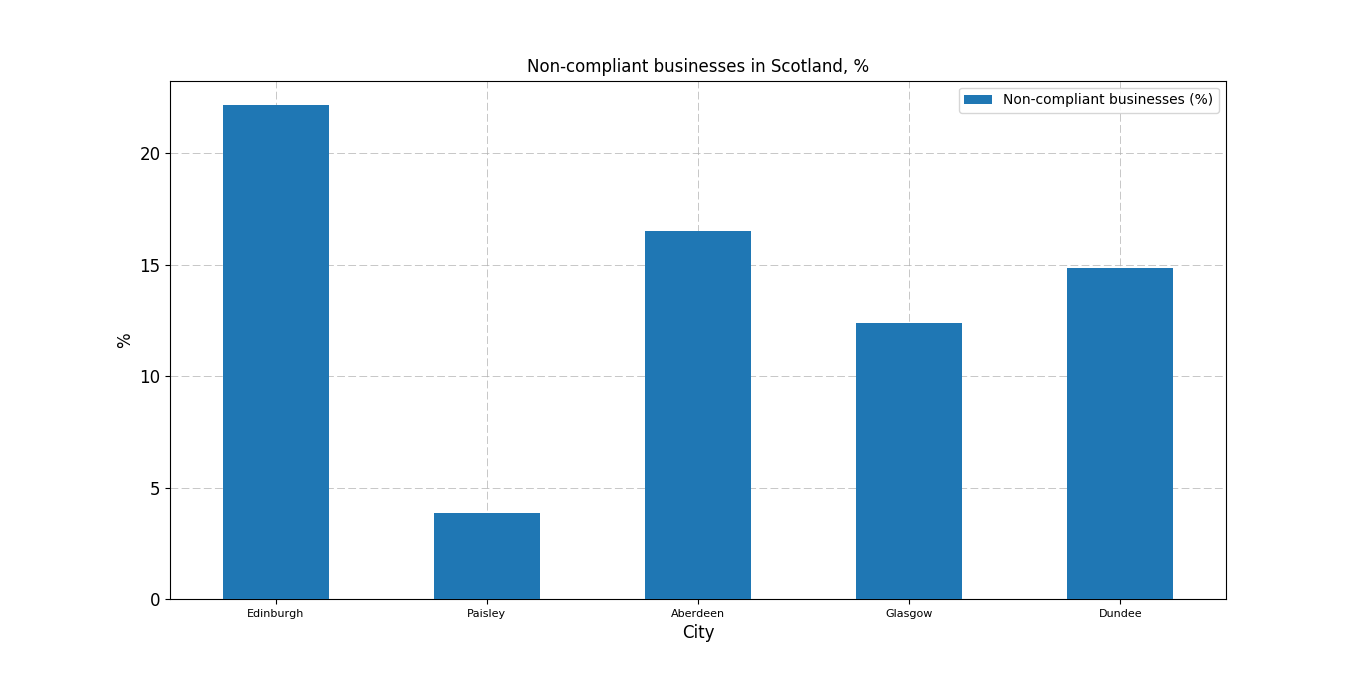 Non-compliant businesses in Scotland, %
Non-compliant businesses (%)
20
15
10
5
0
%
Edinburgh Paisley Aberdeen Glasgow Dundee
City